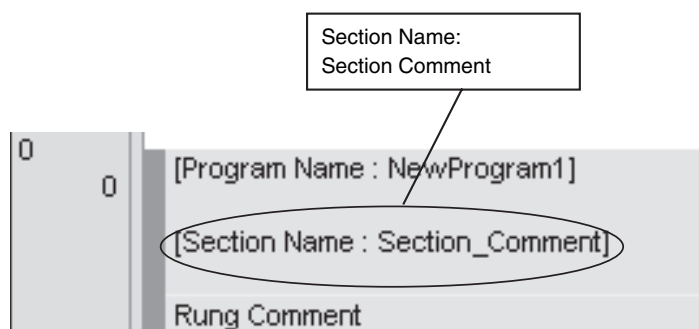 Section Name:
Section Comment
0
0
[Program Name : NewProgram1]
[Section Name : Section_Comment]
Rung Comment